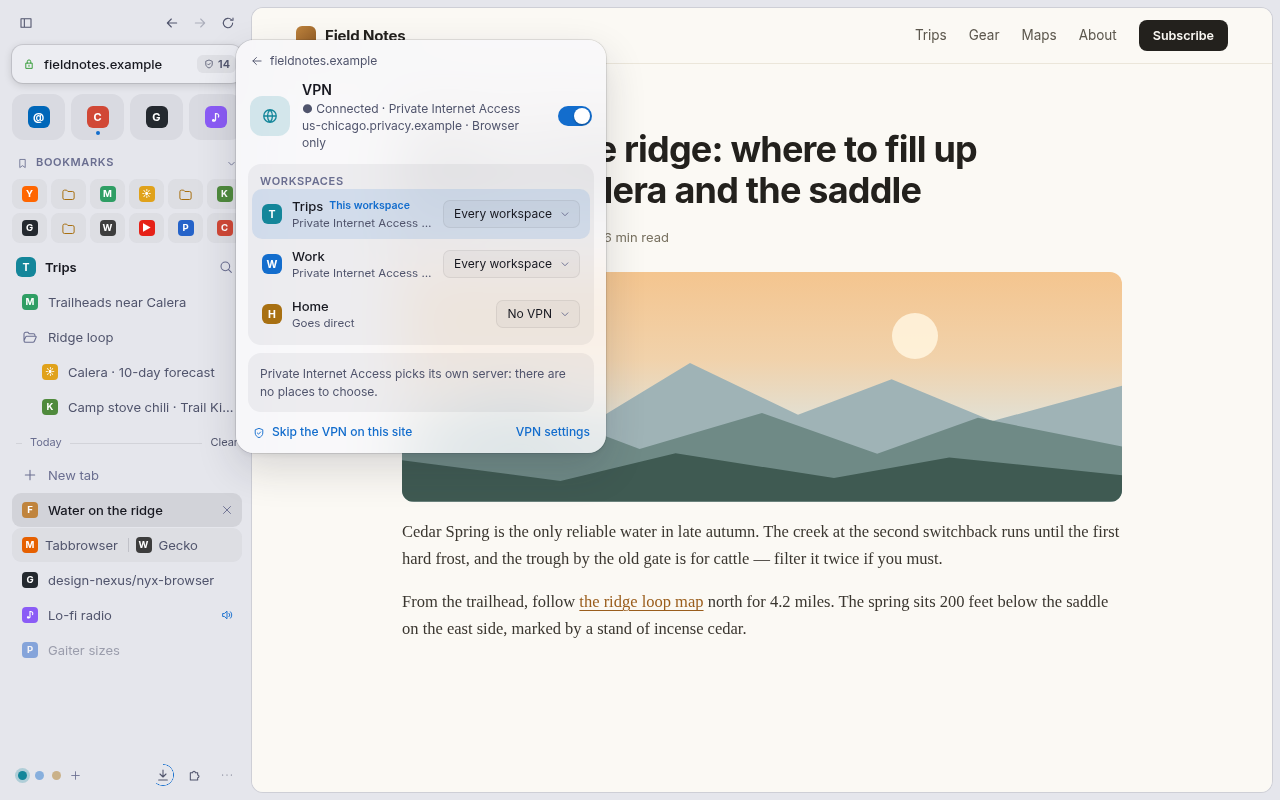 fieldnotes.example
14
@
C
G
BOOKMARKS
Y
M
K
G
W
P
C
T
Trips
M
Trailheads near Calera
Ridge loop
Calera · 10-day forecast
K
Camp stove chili · Trail Ki...
Today
Clear
New tab
F
Water on the ridge
M
Tabbrowser
W
Gecko
G
design-nexus/nyx-browser
Lo-fi radio
P
Gaiter sizes
fieldnotes.example
VPN
Connected · Private Internet Access
us-chicago.privacy.example · Browser
only
WORKSPACES
T
Trips
This workspace
Private Internet Access ...
Every workspace
W
Work
Private Internet Access ...
Every workspace
H
Home
Goes direct
No VPN
Private Internet Access picks its own server: there are
no places to choose.
Skip the VPN on this site
VPN settings
Field Notes
Trips
Gear
Maps
About
Subscribe
ridge: where to fill up
and the saddle
6 min read
Cedar Spring is the only reliable water in late autumn. The creek at the second switchback runs until the first
hard frost, and the trough by the old gate is for cattle — filter it twice if you must.
From the trailhead, follow the ridge loop map north for 4.2 miles. The spring sits 200 feet below the saddle
on the east side, marked by a stand of incense cedar.